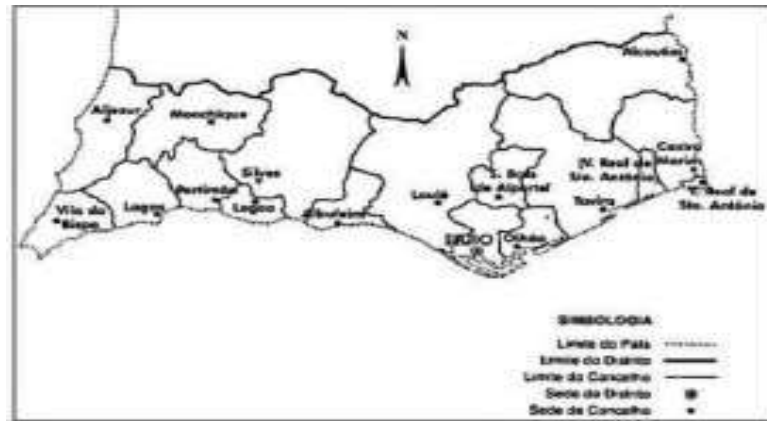 N
Alcoutim
Aljezur
Monchique
Castro
Marim
Silves
S. Brás
de Alportel
(V. Real de
Sto. António)
Portimão
Loulé
V. Real de
Sto. António
Lagos
Lagoa
Tavira
Vila do
Bispo
Albufeira
FARO
Olhão
SIMBOLOGIA
Limite do País
Limite do Distrito
Limite do Concelho
Sede do Distrito
Sede de Concelho